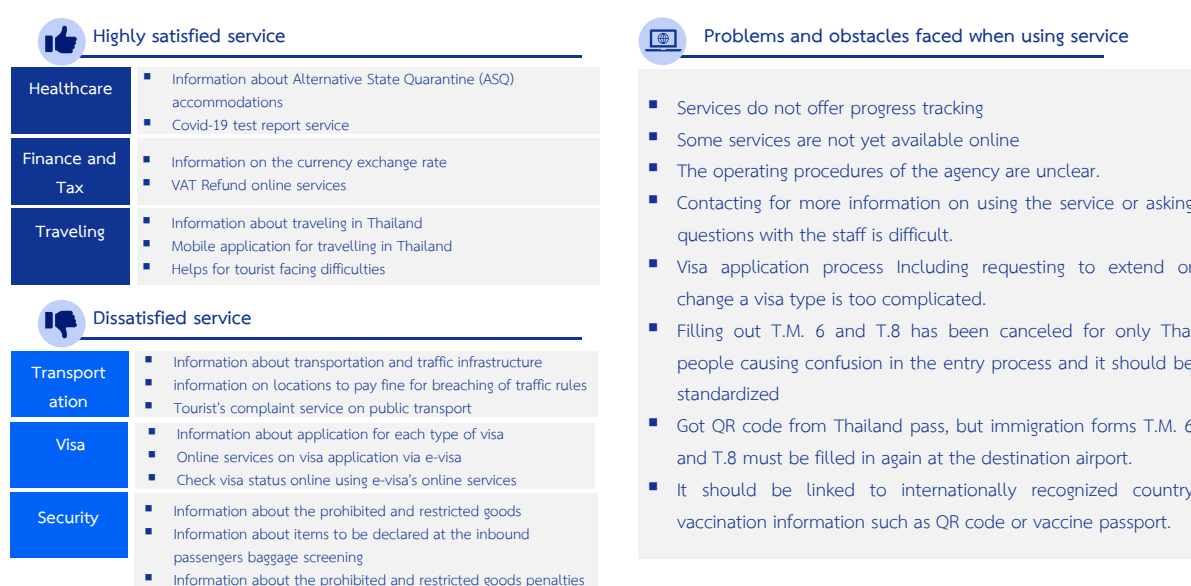 Highly satisfied service
Healthcare
Information about Alternative State Quarantine (ASQ)
accommodations
Covid-19 test report service
Finance and
Tax
Information on the currency exchange rate
VAT Refund online services
Traveling
Information about traveling in Thailand
Mobile application for travelling in Thailand
Helps for tourist facing difficulties
Dissatisfied service
Transport
ation
Information about transportation and traffic infrastructure
information on locations to pay fine for breaching of traffic rules
Tourist's complaint service on public transport
Visa
Information about application for each type of visa
Online services on visa application via e-visa
Check visa status online using e-visa's online services
Security
Information about the prohibited and restricted goods
Information about items to be declared at the inbound
passengers baggage screening
Information about the prohibited and restricted goods penalties
Problems and obstacles faced when using service
Services do not offer progress tracking
Some services are not yet available online
The operating procedures of the agency are unclear.
Contacting for more information on using the service or asking
questions with the staff is difficult.
Visa application process Including requesting to extend or
change a visa type is too complicated.
Filling out T.M. 6 and T.8 has been canceled for only Tha
people causing confusion in the entry process and it should be
standardized
Got QR code from Thailand pass, but immigration forms T.M. 6
and T.8 must be filled in again at the destination airport.
It should be linked to internationally recognized country
vaccination information such as QR code or vaccine passport.